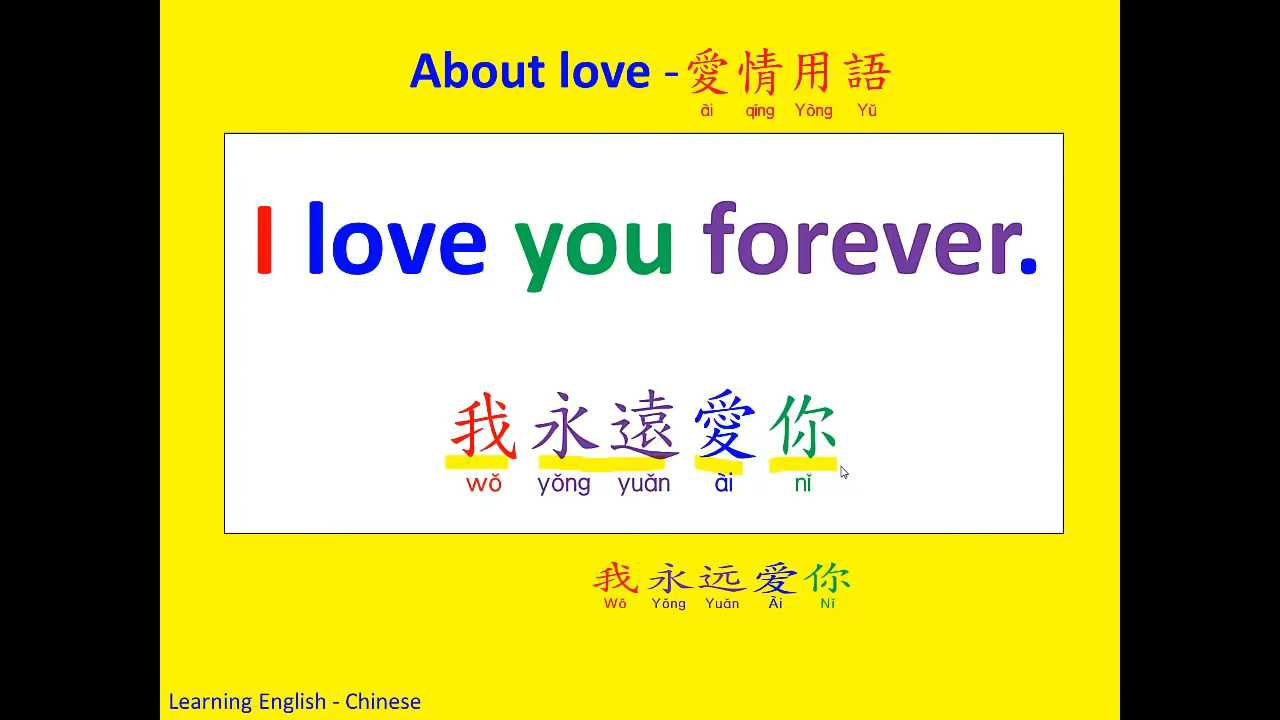 About love - 愛情用語
ài qíng Yòng Yǔ
I love you forever.
我永遠愛你
wǒ yǒng yuǎn ài nǐ
我永远爱你
Wǒ Yǒng Yuǎn Ài Nǐ
Learning English - Chinese